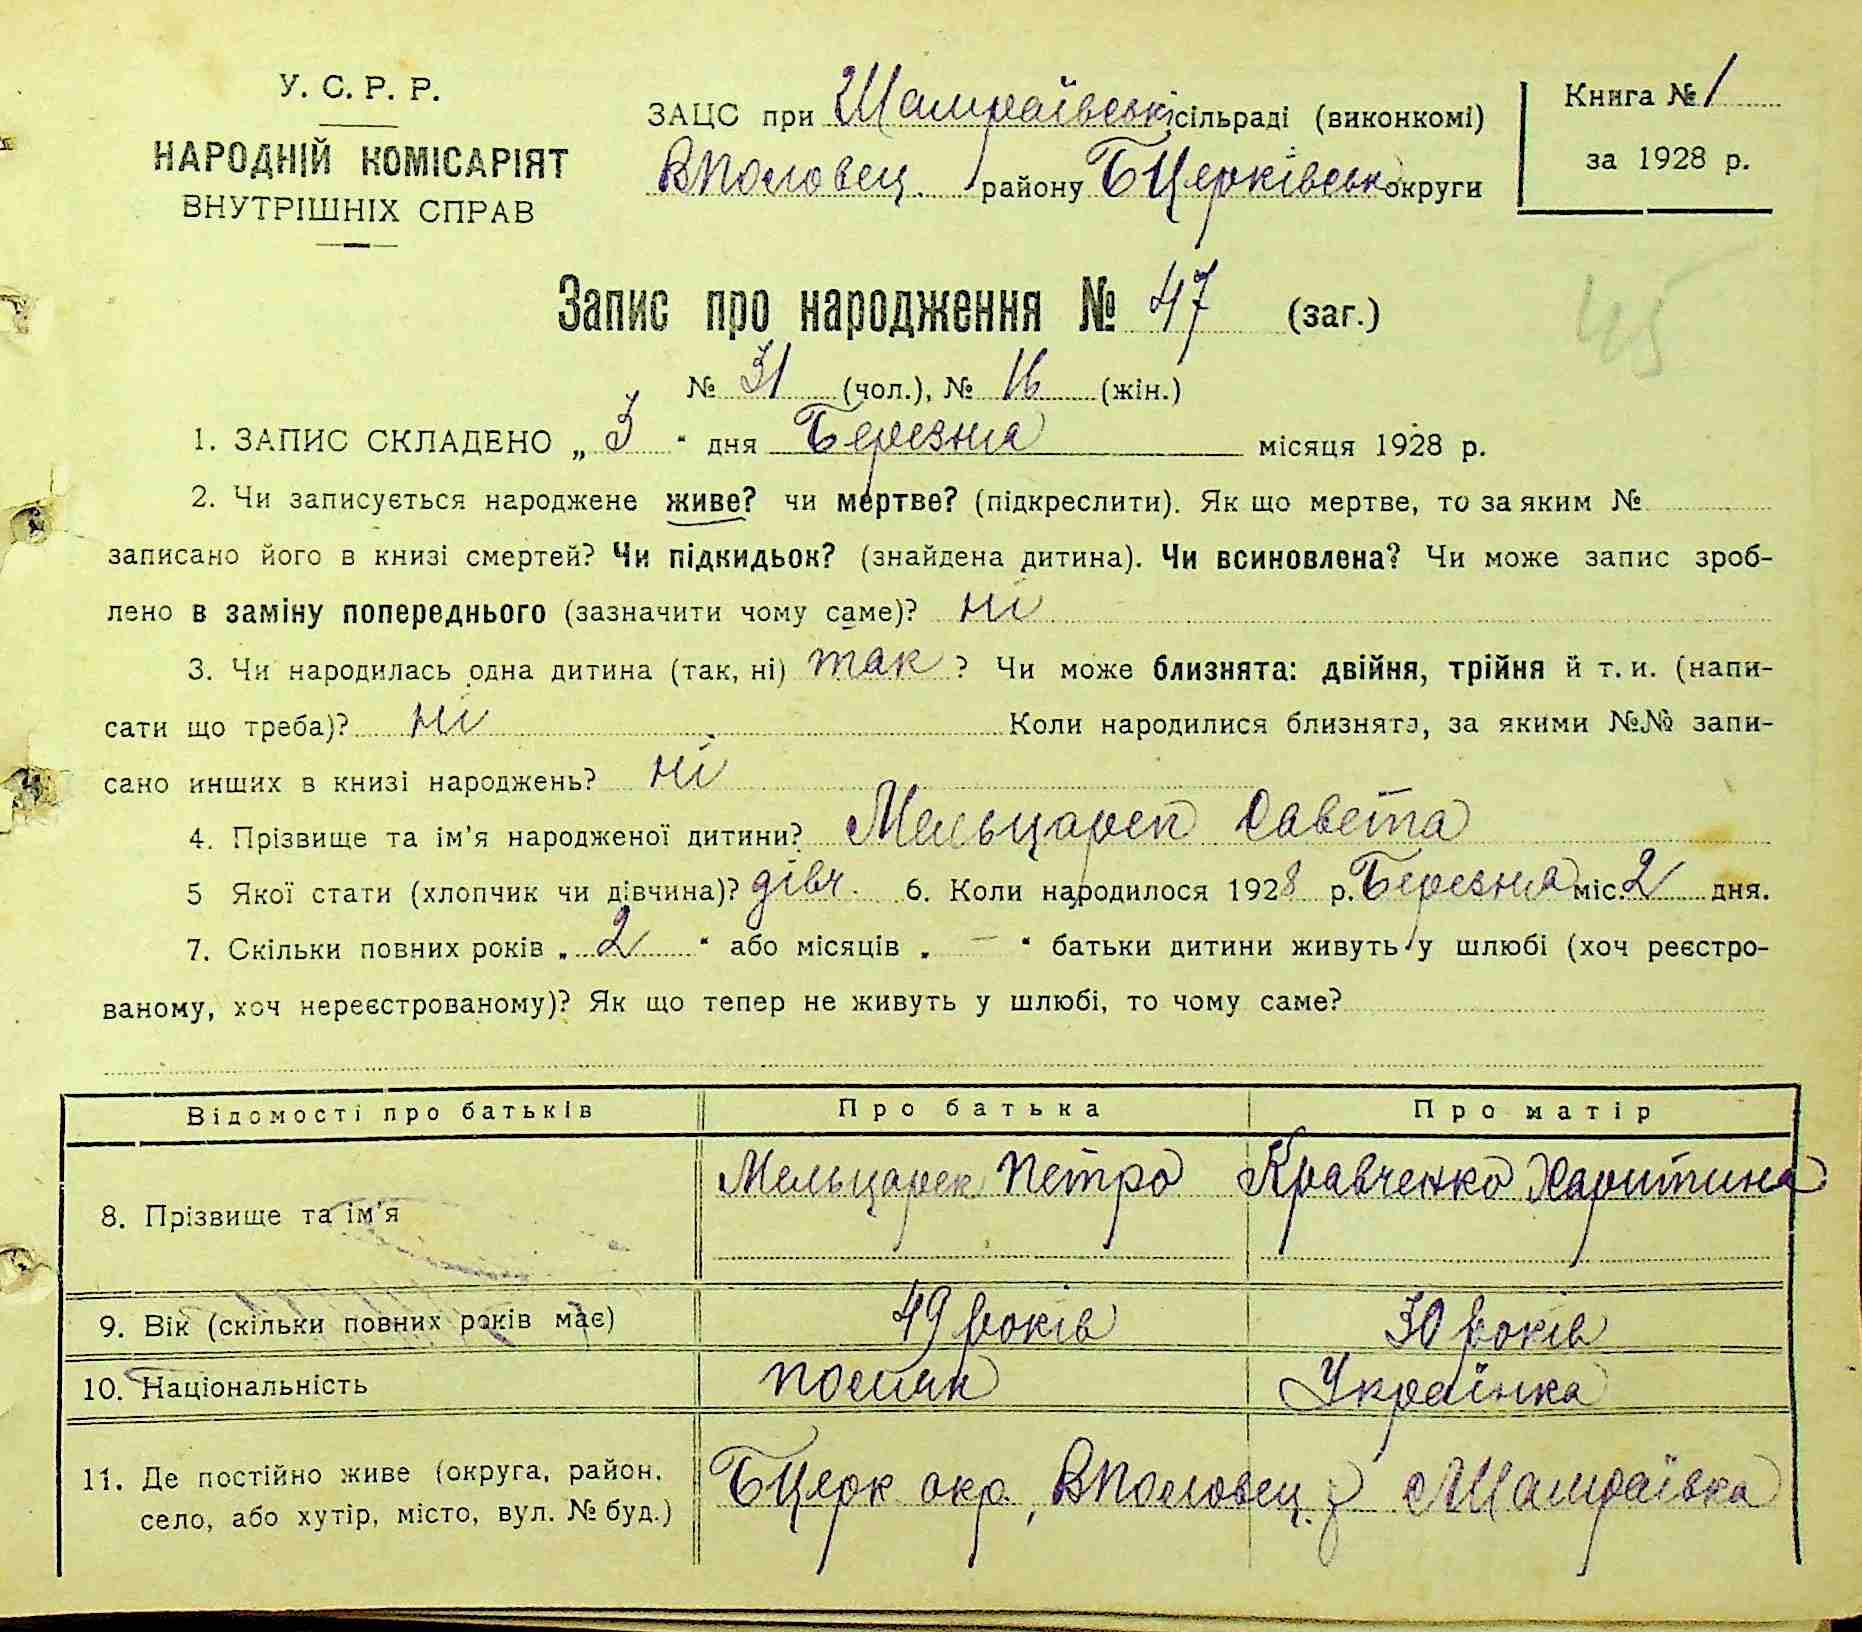 У. С. Р. Р.
НАРОДНІЙ КОМІСАРІЯТ
ВНУТРІШНІХ СПРАВ
ЗАЦС при Шамраївській сільраді (виконкомі)
ВПоловец. району БЦерківськ округи
Книга № 1
за 1928 р.
Запис про народження № 47 (заг.)
45
№ 31 (чол.), № 16 (жін.)
1. ЗАПИС СКЛАДЕНО „ 3 “ дня Березня місяця 1928 р.
2. Чи записується народжене живе? чи мертве? (підкреслити). Як що мертве, то за яким №
записано його в книзі смертей? Чи підкидьок? (знайдена дитина). Чи всиновлена? Чи може запис зроб-
лено в заміну попереднього (зазначити чому саме)? ні
3. Чи народилась одна дитина (так, ні) так ? Чи може близнята: двійня, трійня й т. и. (напи-
сати що треба)? ні Коли народилися близнята, за якими №№ запи-
сано инших в книзі народжень? ні
4. Прізвище та ім'я народженої дитини? Мельцареп Савета
5 Якої стати (хлопчик чи дівчина)? дівч. 6. Коли народилося 1928 р. Березня міс. 2 дня.
7. Скільки повних років „ 2 “ або місяців „ – “ батьки дитини живуть у шлюбі (хоч реєстро-
ваному, хоч нереєстрованому)? Як що тепер не живуть у шлюбі, то чому саме?
Відомості про батьків Про батька Про матір
8. Прізвище та ім'я Мельцарек Петро Кравченко Харитина
9. Вік (скільки повних років має) 49 років 30 років
10. Національність поляк Українка
11. Де постійно живе (округа, район,
село, або хутір, місто, вул. № буд.) БЦерк окр, ВПоловец. р с Шамраївка